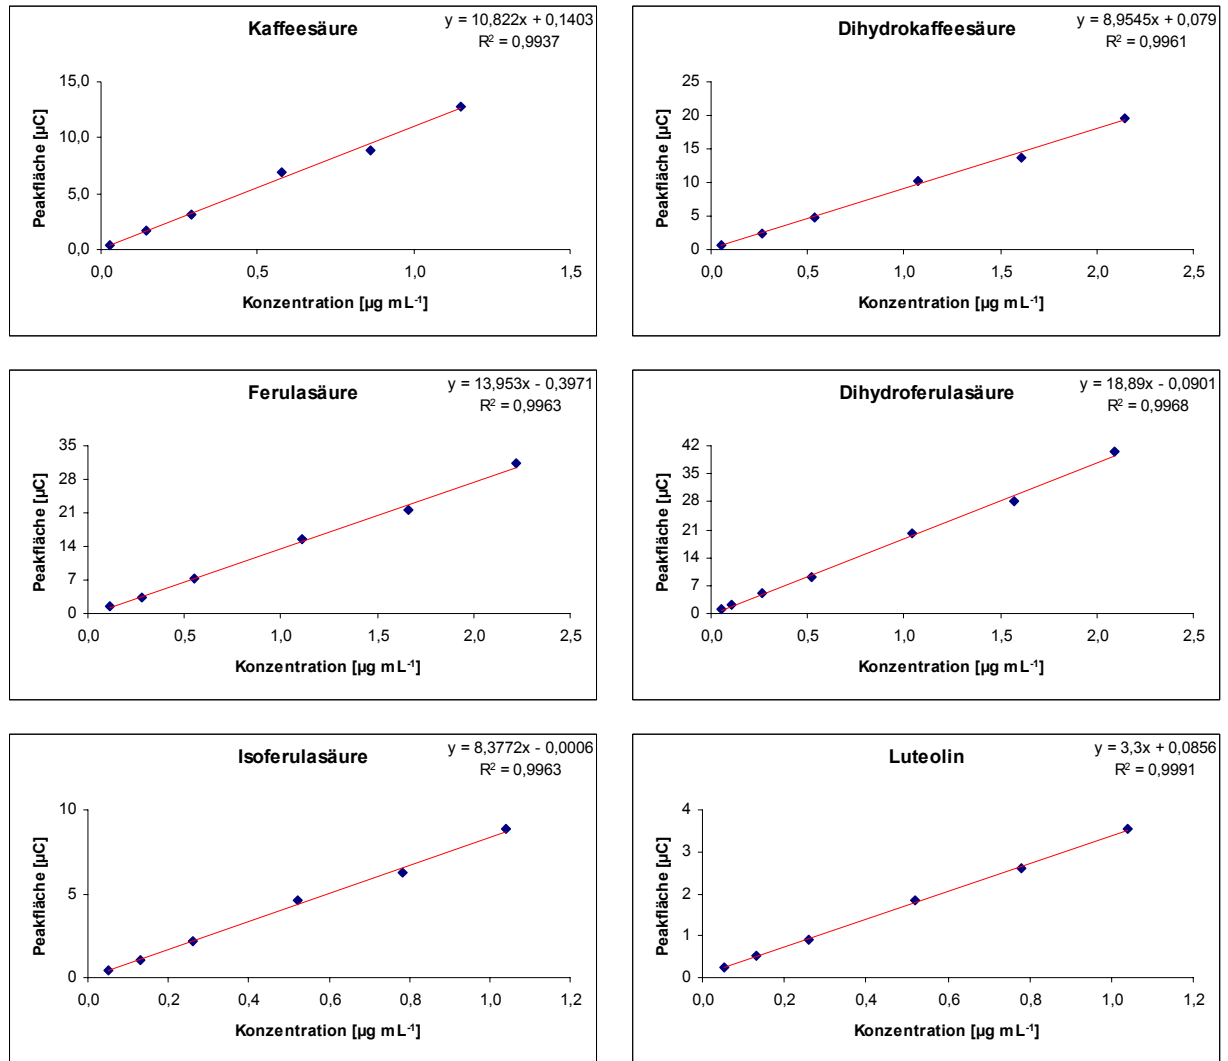 Kaffeesäure
y = 10,822x + 0,1403
R² = 0,9937
15,0
10,0
5,0
0,0
Peakfläche [µC]
0,0 0,5 1,0 1,5
Konzentration [µg mL⁻¹]
Dihydrokaffeesäure
y = 8,9545x + 0,079
R² = 0,9961
25
20
15
10
5
0
Peakfläche [µC]
0,0 0,5 1,0 1,5 2,0 2,5
Konzentration [µg mL⁻¹]
Ferulasäure
y = 13,953x - 0,3971
R² = 0,9963
35
28
21
14
7
0
Peakfläche [µC]
0,0 0,5 1,0 1,5 2,0 2,5
Konzentration [µg mL⁻¹]
Dihydroferulasäure
y = 18,89x - 0,0901
R² = 0,9968
42
35
28
21
14
7
0
Peakfläche [µC]
0,0 0,5 1,0 1,5 2,0 2,5
Konzentration [µg mL⁻¹]
Isoferulasäure
y = 8,3772x - 0,0006
R² = 0,9963
10
5
0
Peakfläche [µC]
0,0 0,2 0,4 0,6 0,8 1,0 1,2
Konzentration [µg mL⁻¹]
Luteolin
y = 3,3x + 0,0856
R² = 0,9991
4
3
2
1
0
Peakfläche [µC]
0,0 0,2 0,4 0,6 0,8 1,0 1,2
Konzentration [µg mL⁻¹]